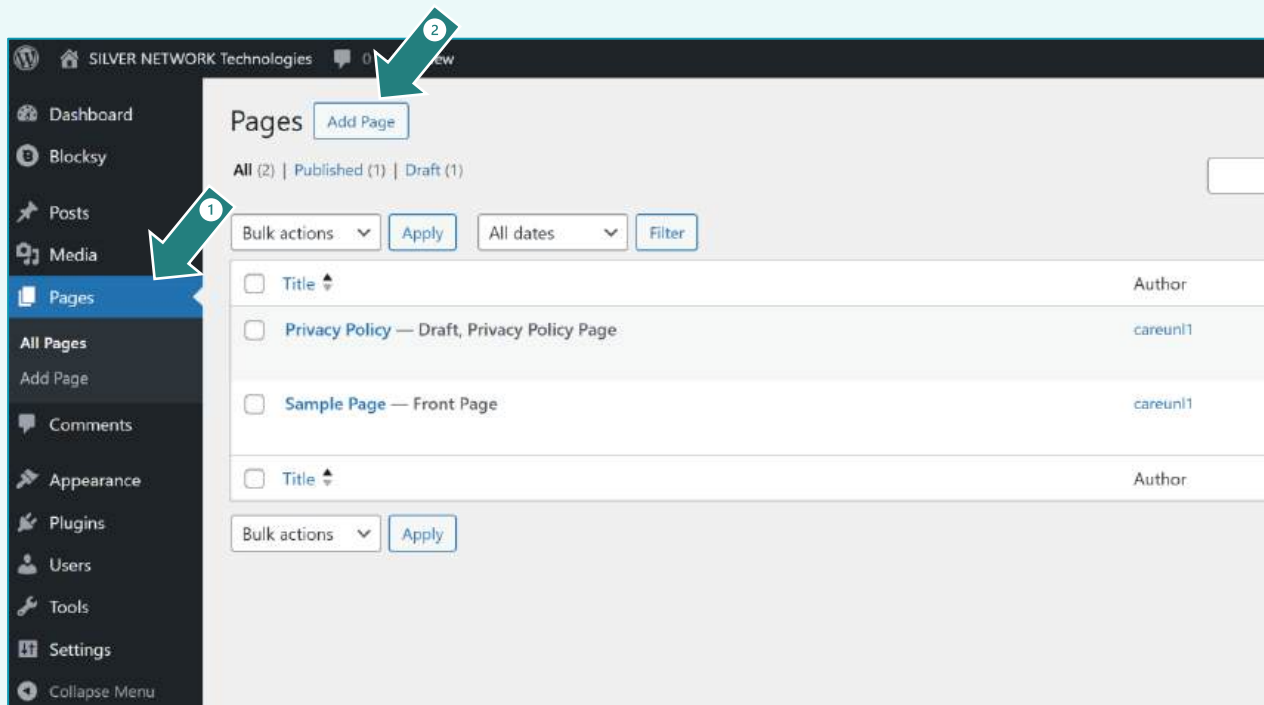 2
SILVER NETWORK Technologies 0 ew
Dashboard
Blocksy
Posts
Media
Pages
All Pages
Add Page
Comments
Appearance
Plugins
Users
Tools
Settings
Collapse Menu
1
Pages Add Page
All (2) | Published (1) | Draft (1)
Bulk actions Apply All dates Filter
Title Author
Privacy Policy — Draft, Privacy Policy Page careunl1
Sample Page — Front Page careunl1
Title Author
Bulk actions Apply